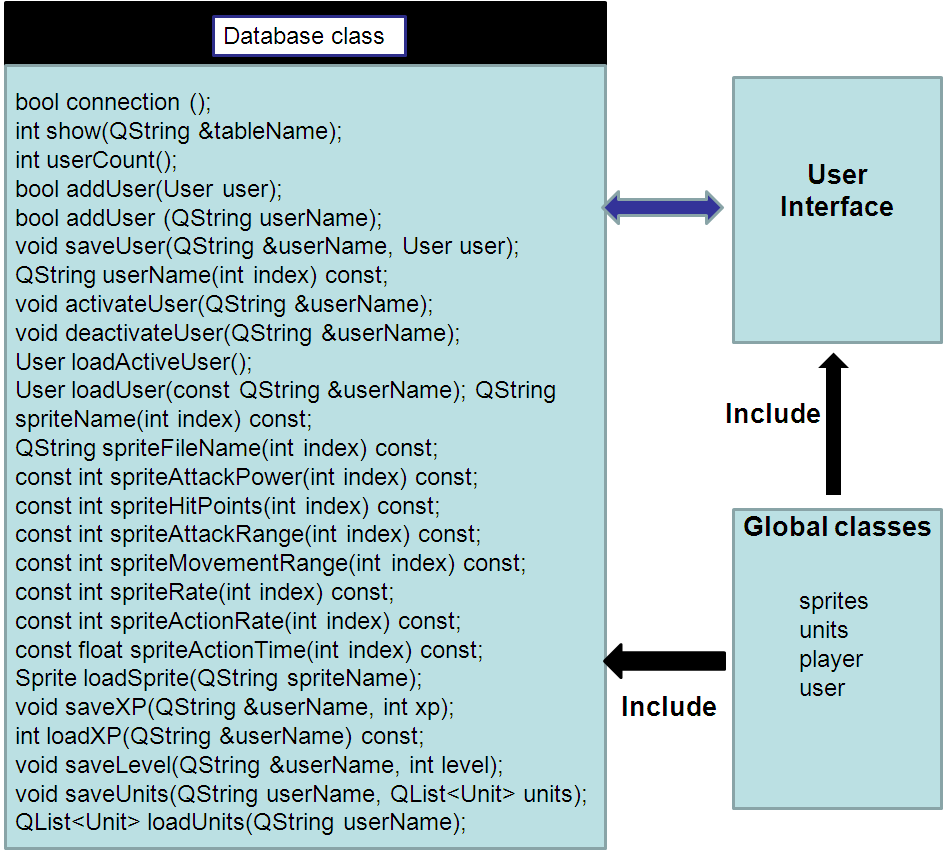 Database class
bool connection ();
int show(QString &tableName);
int userCount();
bool addUser(User user);
bool addUser (QString userName);
void saveUser(QString &userName, User user);
QString userName(int index) const;
void activateUser(QString &userName);
void deactivateUser(QString &userName);
User loadActiveUser();
User loadUser(const QString &userName); QString
spriteName(int index) const;
QString spriteFileName(int index) const;
const int spriteAttackPower(int index) const;
const int spriteHitPoints(int index) const;
const int spriteAttackRange(int index) const;
const int spriteMovementRange(int index) const;
const int spriteRate(int index) const;
const int spriteActionRate(int index) const;
const float spriteActionTime(int index) const;
Sprite loadSprite(QString spriteName);
void saveXP(QString &userName, int xp);
int loadXP(QString &userName) const;
void saveLevel(QString &userName, int level);
void saveUnits(QString userName, QList<Unit> units);
QList<Unit> loadUnits(QString userName);
User
Interface
Include
Global classes
sprites
units
player
user
Include